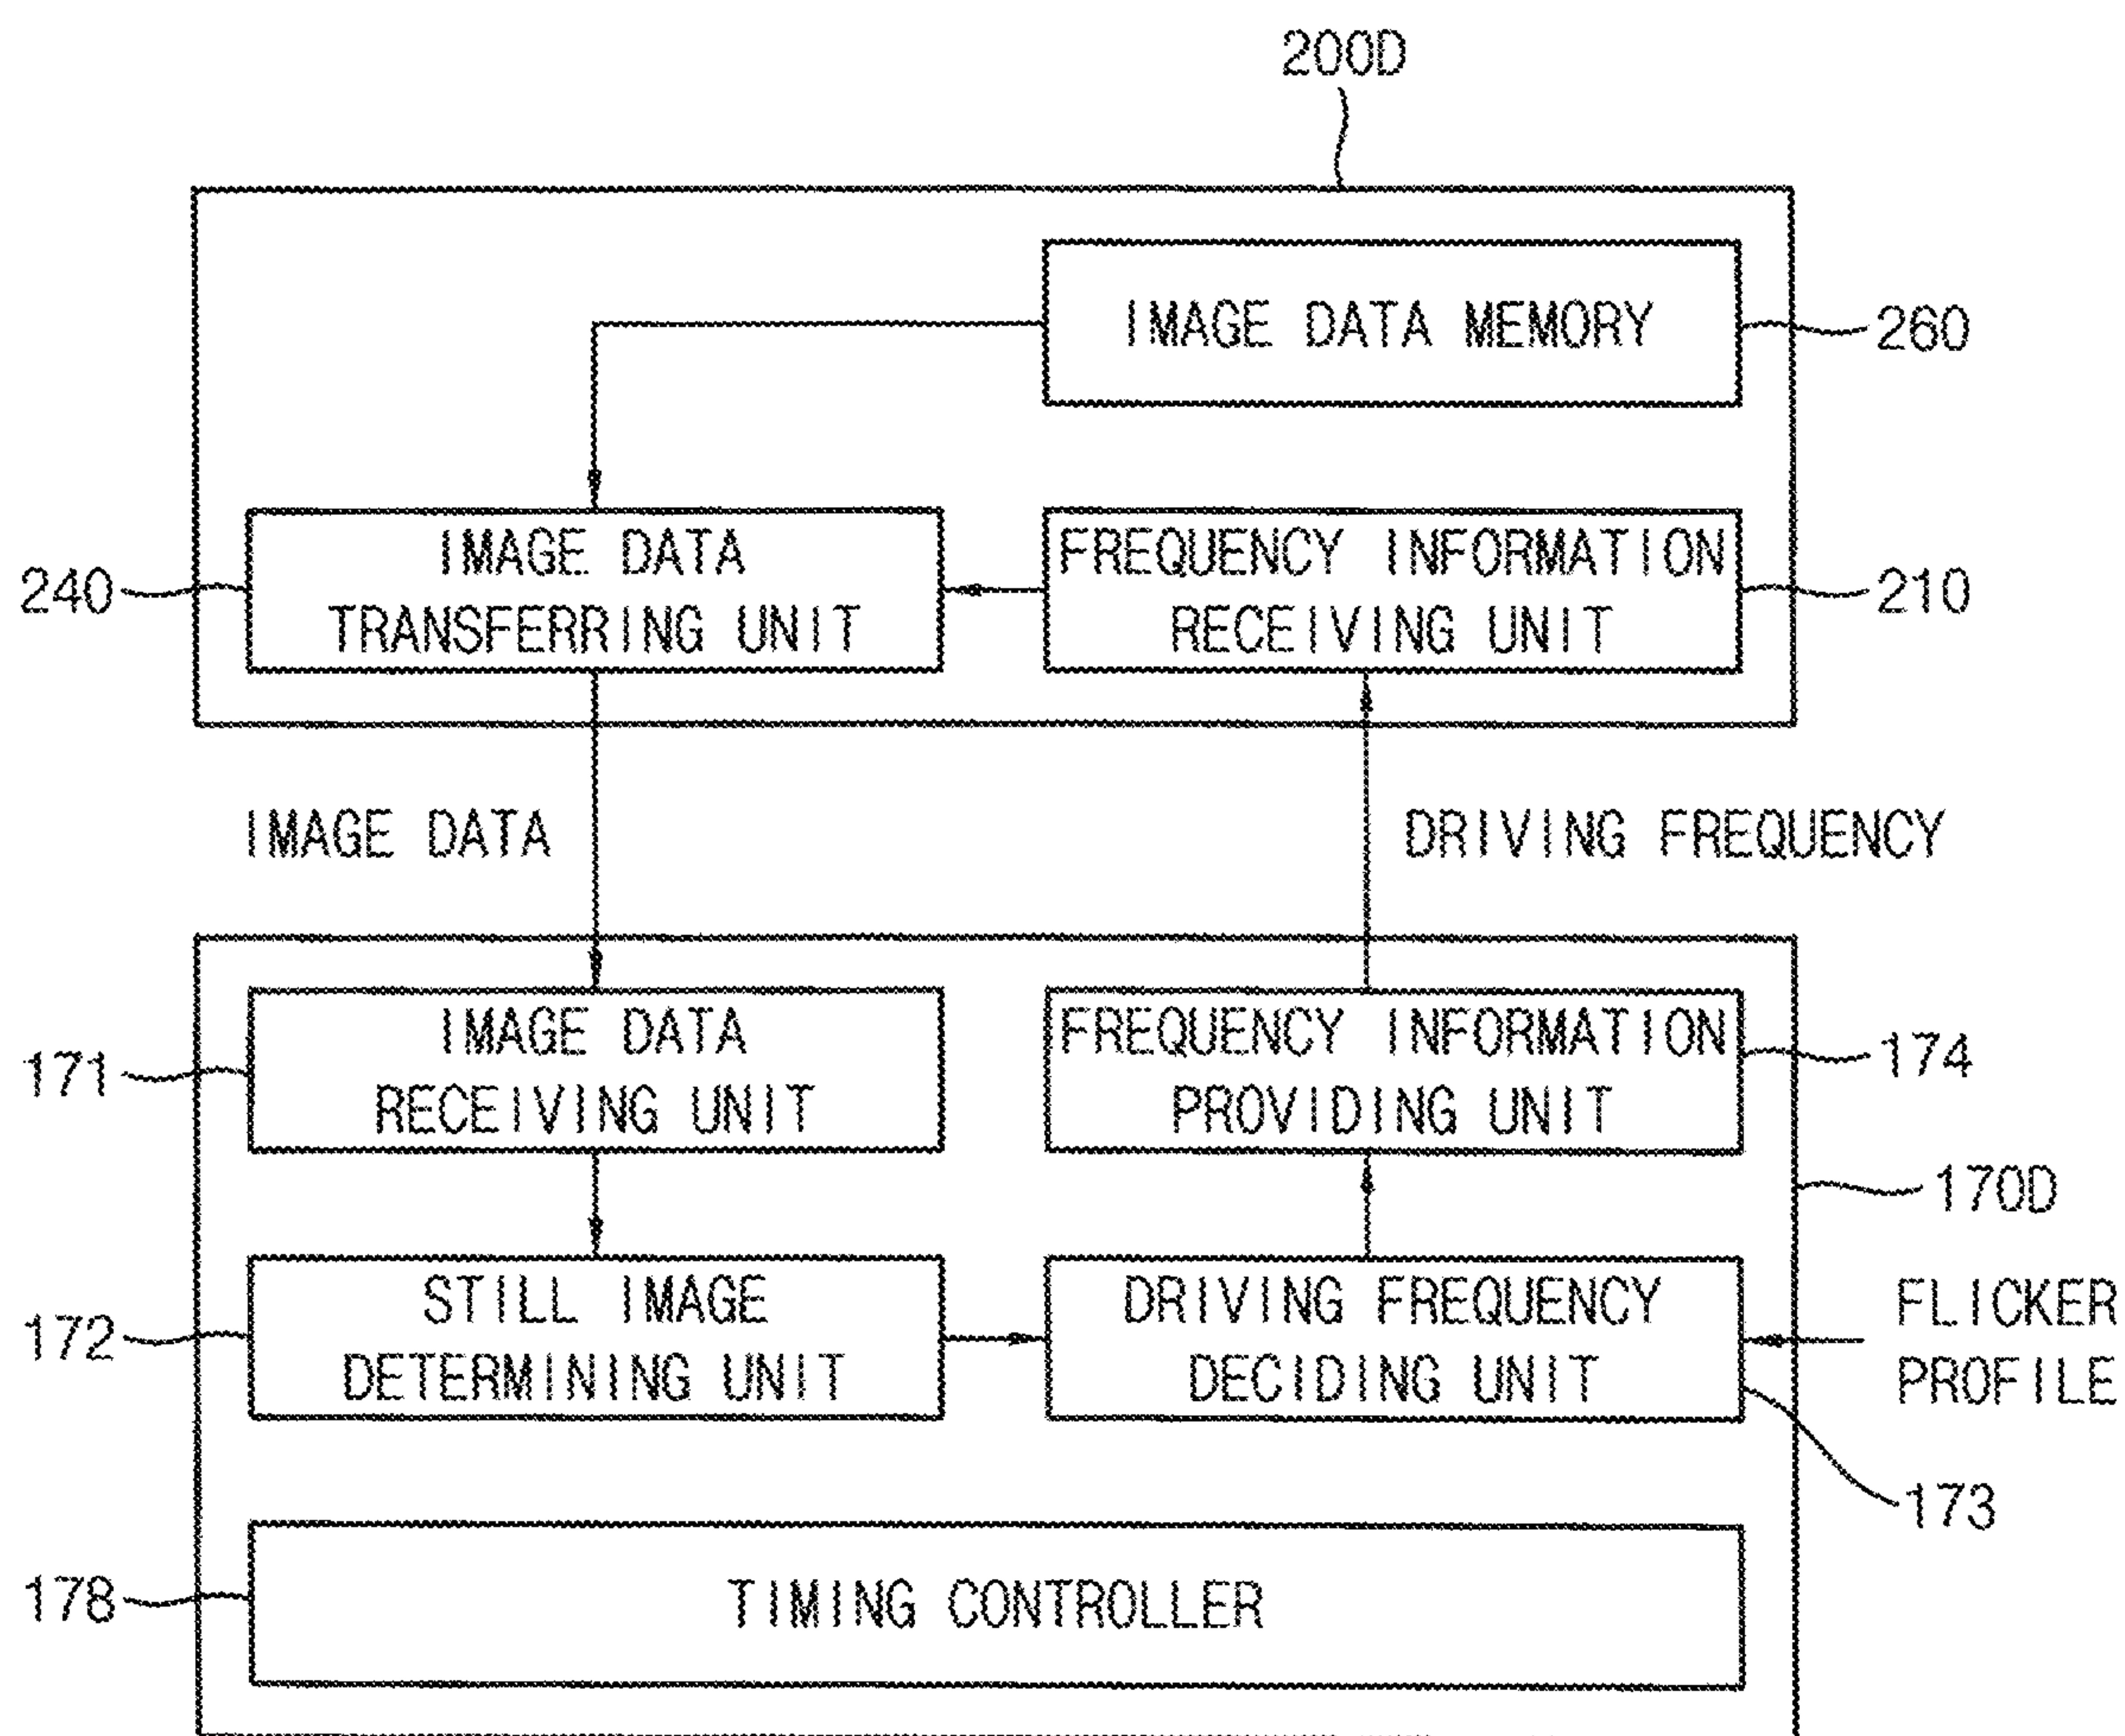 200D
IMAGE DATA MEMORY
260
IMAGE DATA
TRANSFERRING UNIT
240
FREQUENCY INFORMATION
RECEIVING UNIT
210
IMAGE DATA
DRIVING FREQUENCY
IMAGE DATA
RECEIVING UNIT
171
FREQUENCY INFORMATION
PROVIDING UNIT
174
170D
STILL IMAGE
DETERMINING UNIT
172
DRIVING FREQUENCY
DECIDING UNIT
FLICKER
PROFILE
173
TIMING CONTROLLER
178